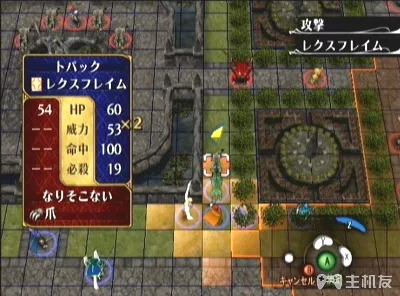 攻撃
レクスフレイム
トパック
レクスフレイム
54 HP 60
-- 威力 53 ×2
-- 命中 100
-- 必殺 19
なりそこない
爪
Y
X
A
B
キャンセル
主机友